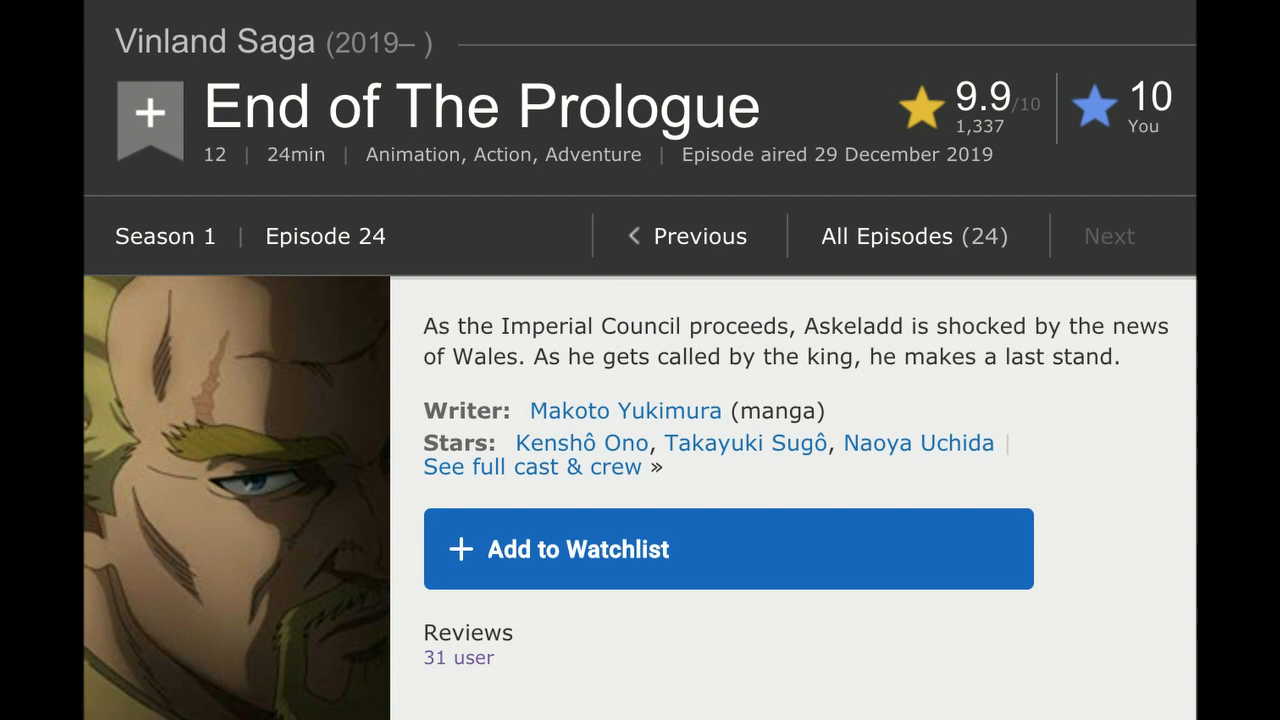 Vinland Saga (2019– )
+ End of The Prologue
9.9/10
1,337
10
You
12 | 24min | Animation, Action, Adventure | Episode aired 29 December 2019
Season 1 | Episode 24
Previous
All Episodes (24)
Next
As the Imperial Council proceeds, Askeladd is shocked by the news
of Wales. As he gets called by the king, he makes a last stand.
Writer: Makoto Yukimura (manga)
Stars: Kenshô Ono, Takayuki Sugô, Naoya Uchida |
See full cast & crew »
+ Add to Watchlist
Reviews
31 user